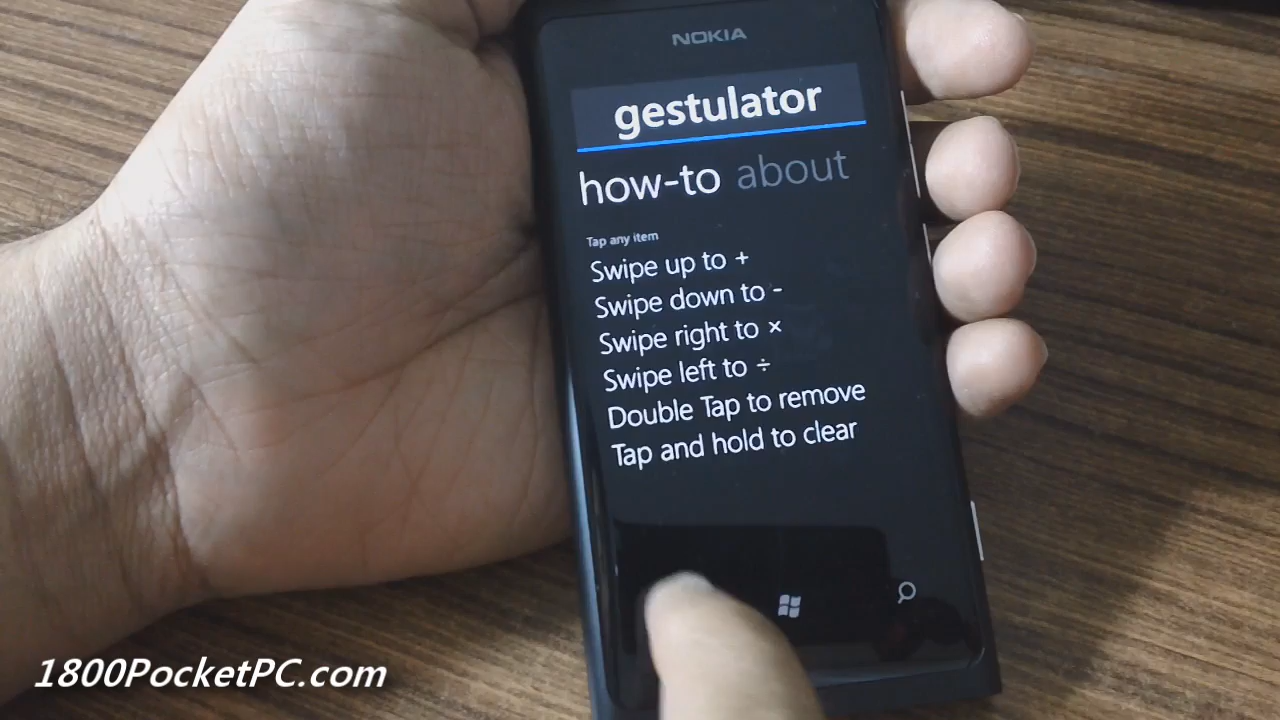 NOKIA
gestulator
how-to about
Tap any item
Swipe up to +
Swipe down to -
Swipe right to ×
Swipe left to ÷
Double Tap to remove
Tap and hold to clear
1800PocketPC.com